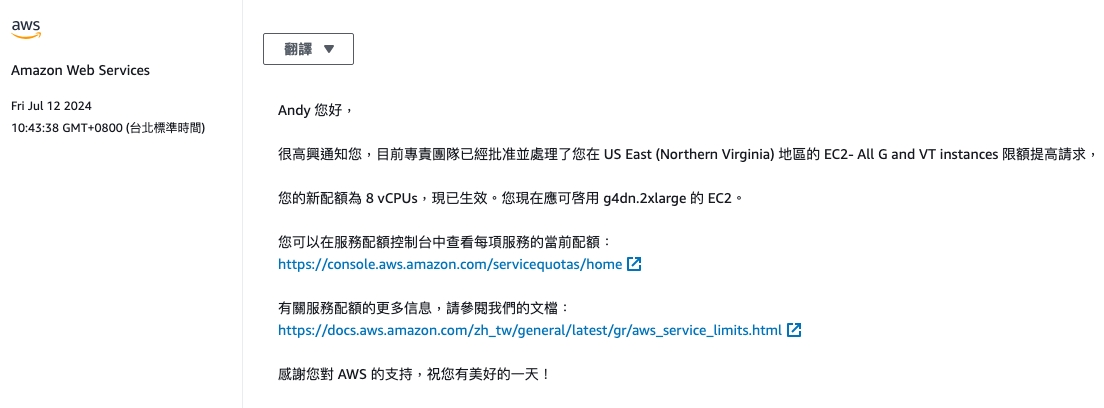 aws
Amazon Web Services
Fri Jul 12 2024
10:43:38 GMT+0800 (台北標準時間)
翻譯 ▼
Andy 您好，
很高興通知您，目前專責團隊已經批准並處理了您在 US East (Northern Virginia) 地區的 EC2- All G and VT instances 限額提高請求，
您的新配額為 8 vCPUs，現已生效。您現在應可啓用 g4dn.2xlarge 的 EC2。
您可以在服務配額控制台中查看每項服務的當前配額：
https://console.aws.amazon.com/servicequotas/home
有關服務配額的更多信息，請參閱我們的文檔：
https://docs.aws.amazon.com/zh_tw/general/latest/gr/aws_service_limits.html
感謝您對 AWS 的支持，祝您有美好的一天！